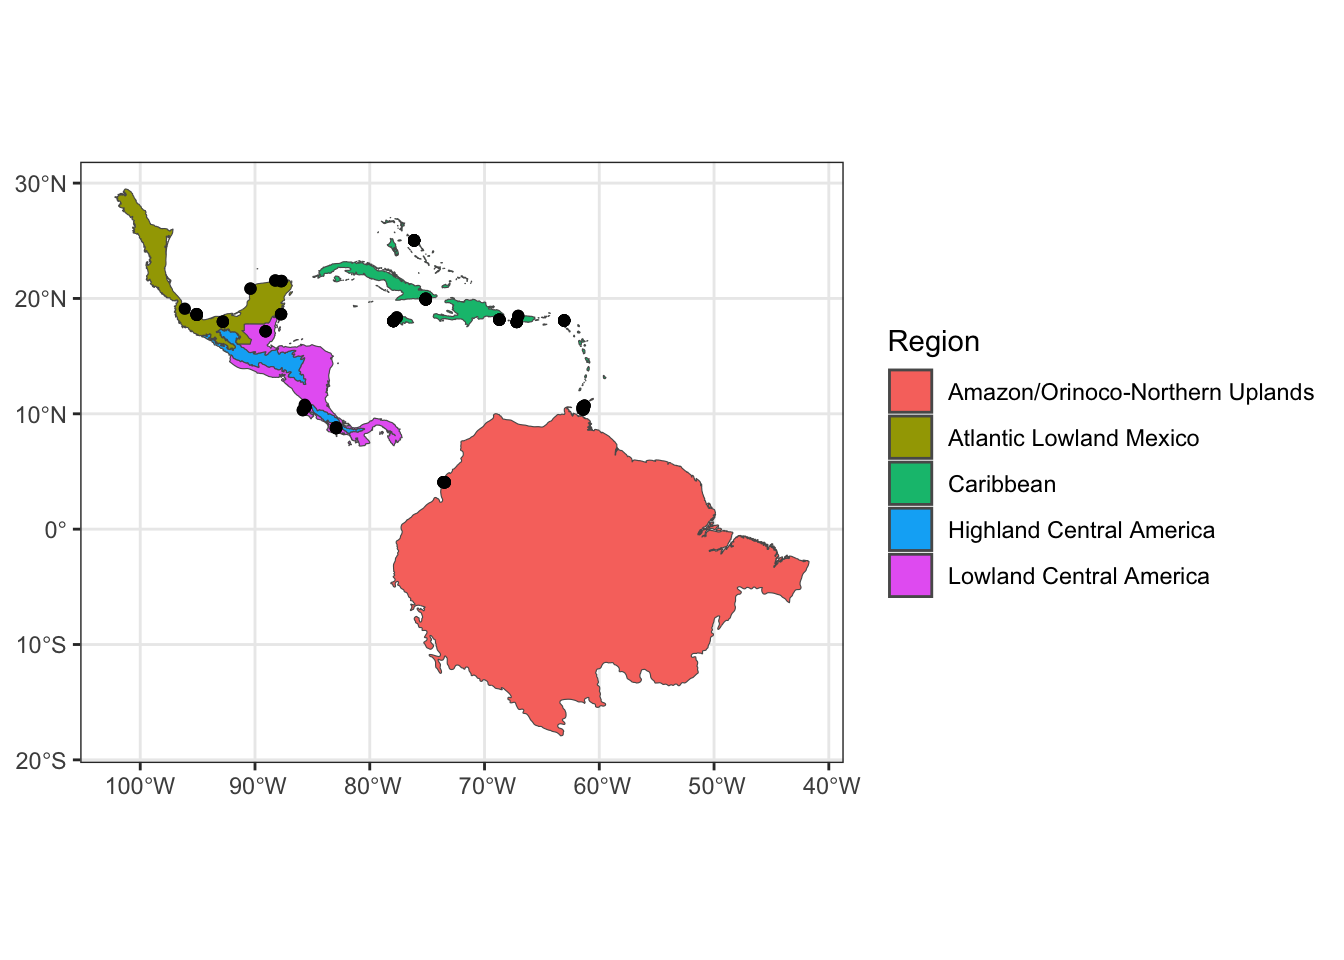 30°N
20°N
10°N
0°
10°S
20°S
100°W 90°W 80°W 70°W 60°W 50°W 40°W
Region
Amazon/Orinoco-Northern Uplands
Atlantic Lowland Mexico
Caribbean
Highland Central America
Lowland Central America